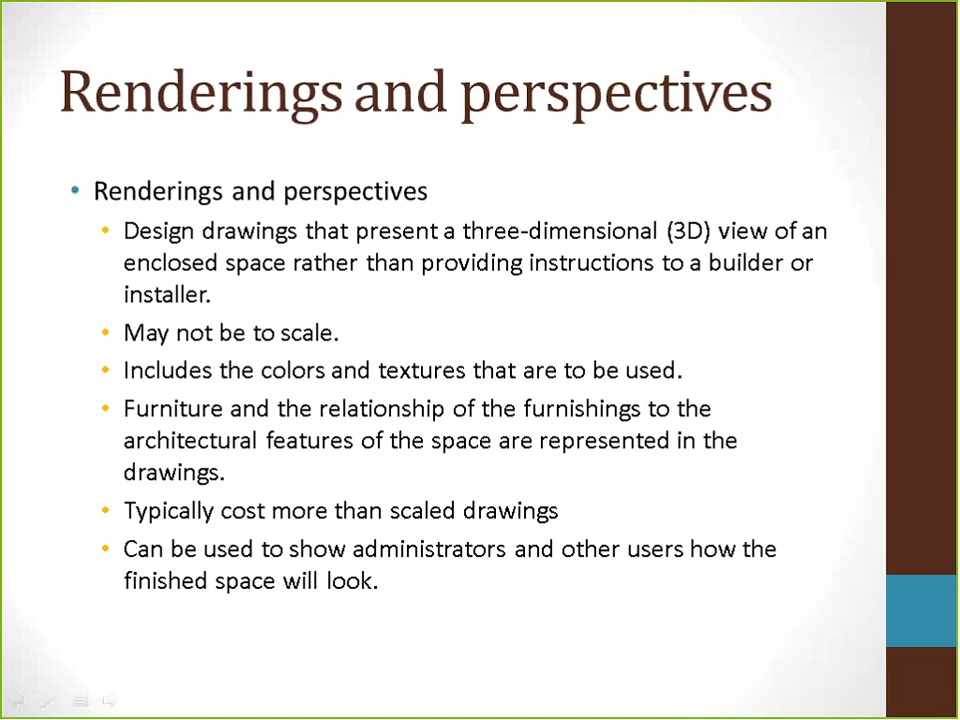 Renderings and perspectives
• Renderings and perspectives
• Design drawings that present a three-dimensional (3D) view of an
enclosed space rather than providing instructions to a builder or
installer.
• May not be to scale.
• Includes the colors and textures that are to be used.
• Furniture and the relationship of the furnishings to the
architectural features of the space are represented in the
drawings.
• Typically cost more than scaled drawings
• Can be used to show administrators and other users how the
finished space will look.